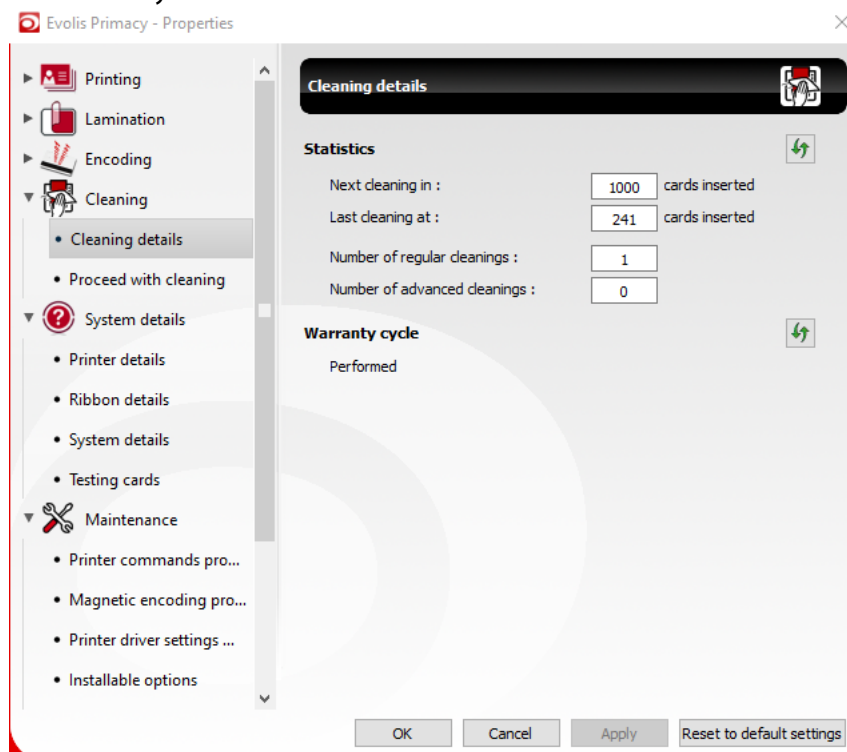 Evolis Primacy - Properties
Printing
Lamination
Encoding
Cleaning
Cleaning details
Proceed with cleaning
System details
Printer details
Ribbon details
System details
Testing cards
Maintenance
Printer commands pro...
Magnetic encoding pro...
Printer driver settings ...
Installable options
Cleaning details
Statistics
Next cleaning in : 1000 cards inserted
Last cleaning at : 241 cards inserted
Number of regular cleanings : 1
Number of advanced cleanings : 0
Warranty cycle
Performed
OK Cancel Apply Reset to default settings